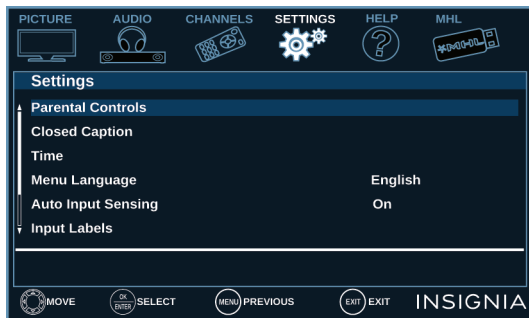 PICTURE AUDIO CHANNELS SETTINGS HELP MHL
MHL
Settings
Parental Controls
Closed Caption
Time
Menu Language English
Auto Input Sensing On
Input Labels
MOVE OK ENTER SELECT MENU PREVIOUS EXIT EXIT INSIGNIA